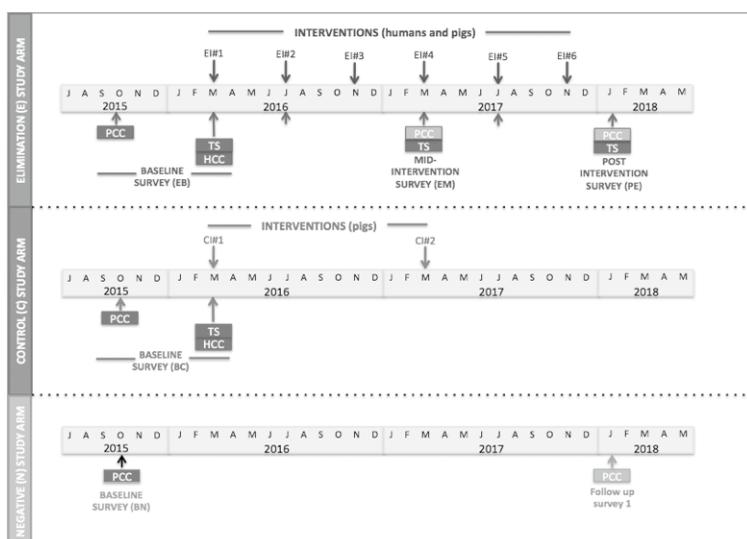 ELIMINATION (E) STUDY ARM
INTERVENTIONS (humans and pigs)
EI#1 EI#2 EI#3 EI#4 EI#5 EI#6
J A S O N D J F M A M J J A S O N D J F M A M J J A S O N D J F M A M
2015 2016 2017 2018
PCC TS HCC PCC TS PCC TS
BASELINE SURVEY (EB)
MID-INTERVENTION SURVEY (EM)
POST INTERVENTION SURVEY (PE)
CONTROL (C) STUDY ARM
INTERVENTIONS (pigs)
CI#1 CI#2
J A S O N D J F M A M J J A S O N D J F M A M J J A S O N D J F M A M
2015 2016 2017 2018
PCC TS HCC
BASELINE SURVEY (BC)
NEGATIVE (N) STUDY ARM
J A S O N D J F M A M J J A S O N D J F M A M J J A S O N D J F M A M
2015 2016 2017 2018
PCC PCC
BASELINE SURVEY (BN)
Follow up survey 1